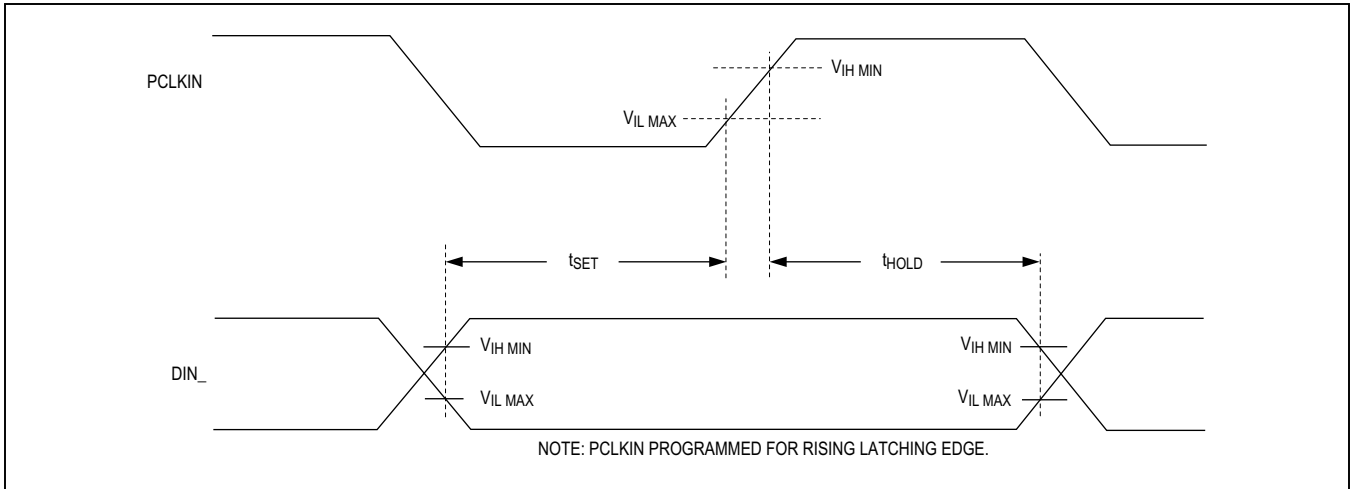 PCLKIN
VIH MIN
VIL MAX
tSET
tHOLD
VIH MIN
VIH MIN
DIN_
VIL MAX
VIL MAX
NOTE: PCLKIN PROGRAMMED FOR RISING LATCHING EDGE.